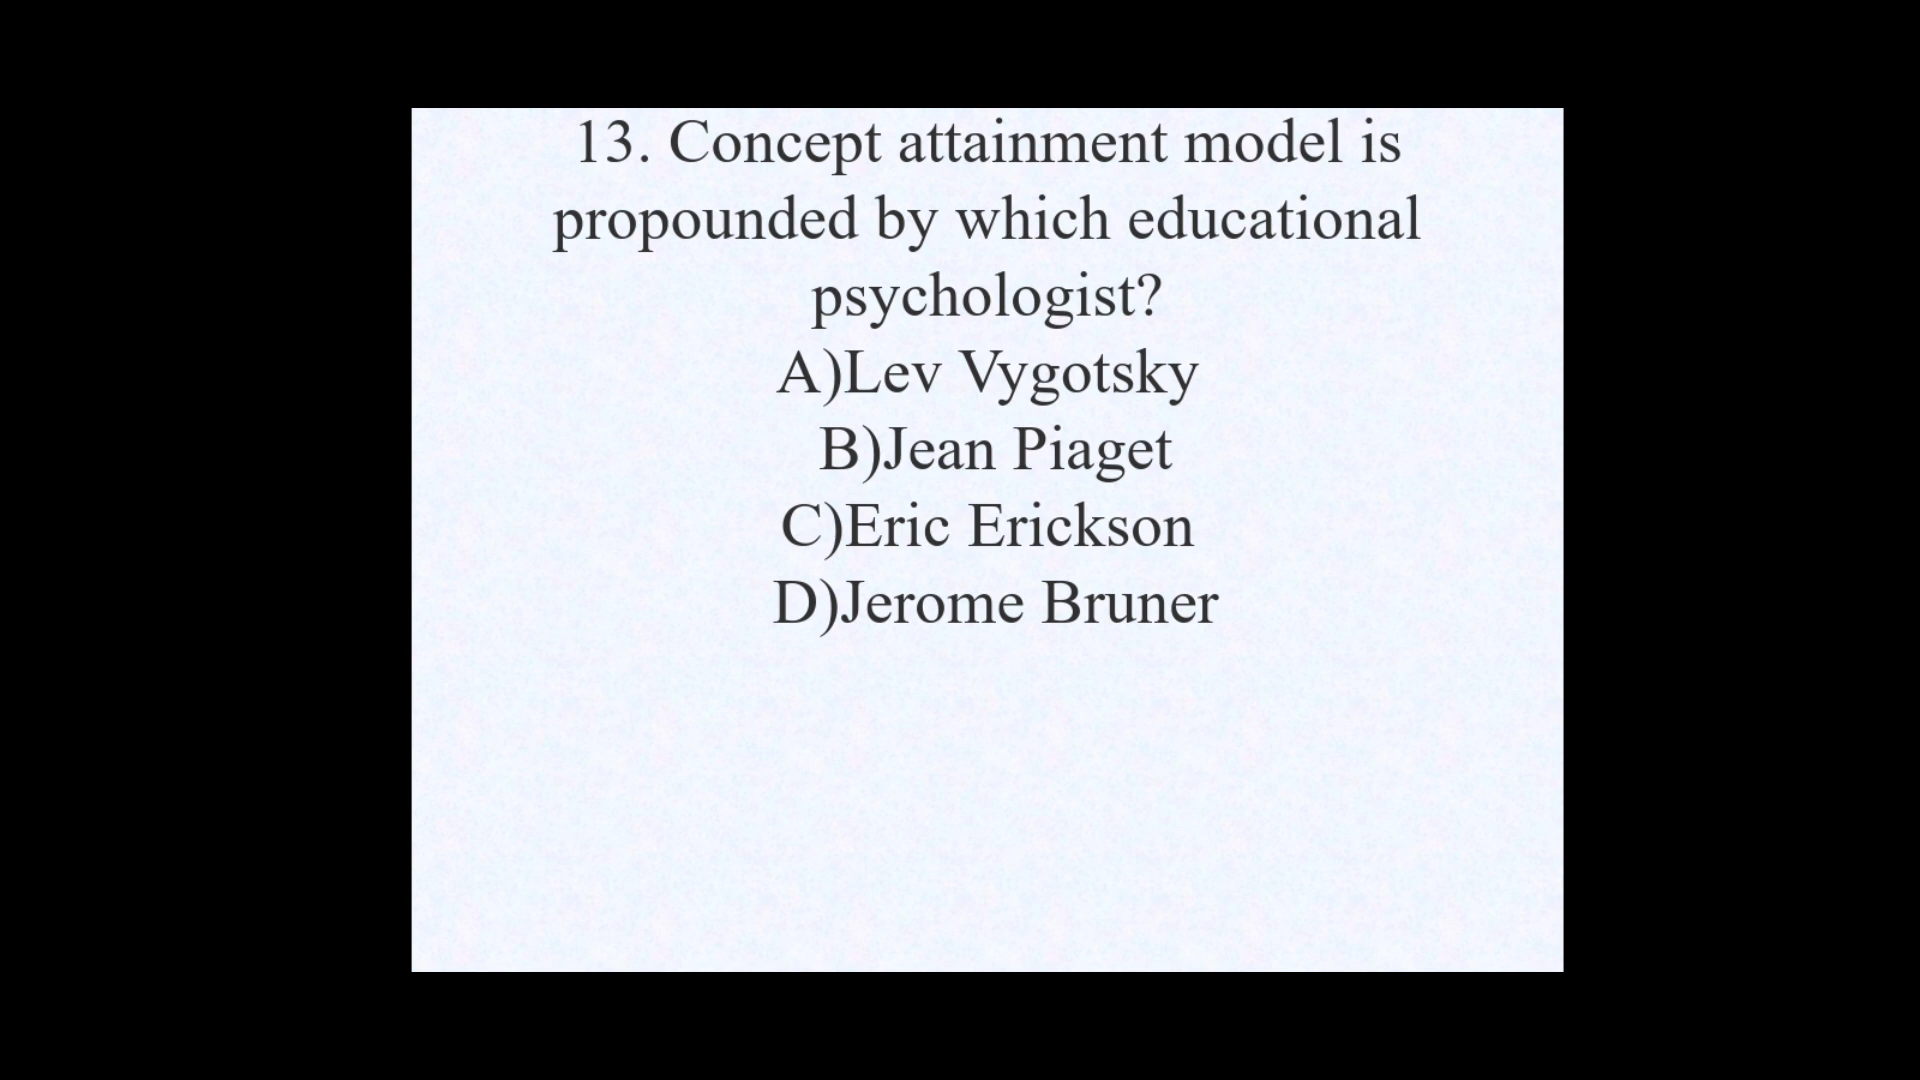 13. Concept attainment model is
propounded by which educational
psychologist?
A)Lev Vygotsky
B)Jean Piaget
C)Eric Erickson
D)Jerome Bruner